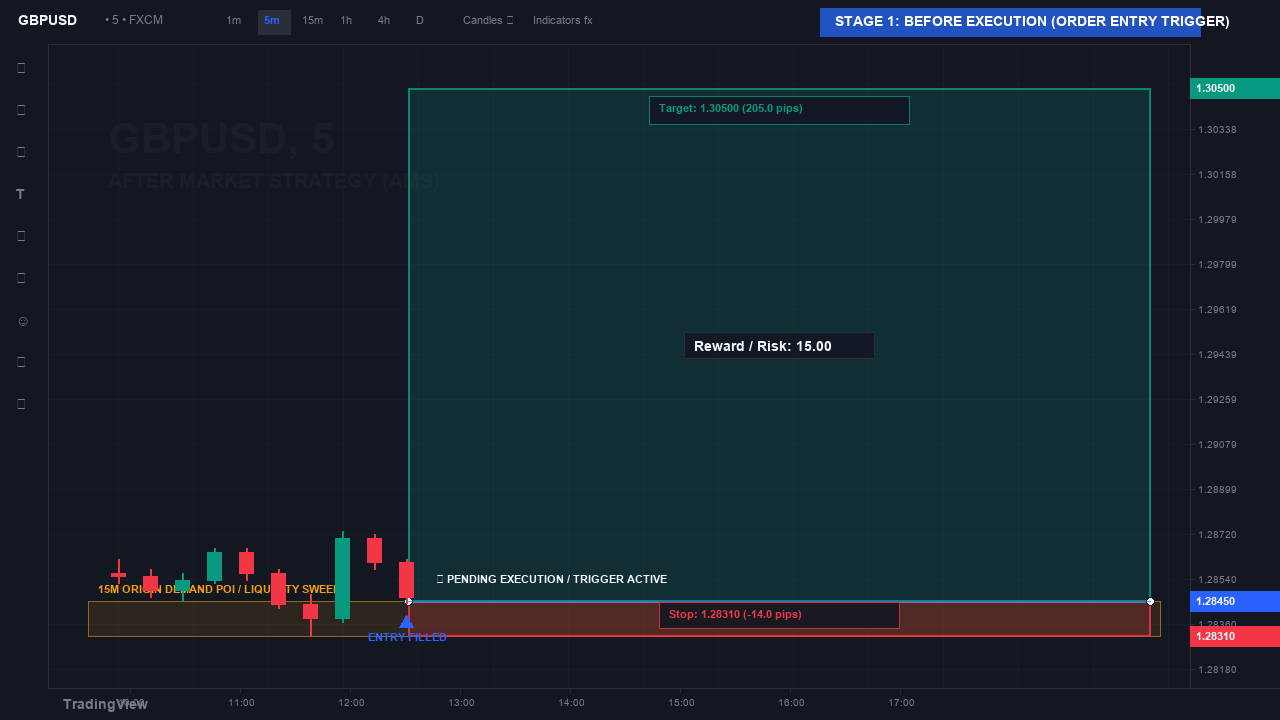 GBPUSD • 5 • FXCM 1m 5m 15m 1h 4h D Candles Indicators fx STAGE 1: BEFORE EXECUTION (ORDER ENTRY TRIGGER)
1.30500
Target: 1.30500 (205.0 pips)
GBPUSD, 5
1.30338
AFTER MARKET STRATEGY (AMS)
1.30158
T
1.29979
1.29799
1.29619
Reward / Risk: 15.00
1.29439
1.29259
1.29079
1.28899
1.28720
PENDING EXECUTION / TRIGGER ACTIVE
1.28540
15M ORIGIN DEMAND POI / LIQUIDITY SWEEP
1.28450
Stop: 1.28310 (-14.0 pips)
1.28360
ENTRY FILLED
1.28310
1.28180
TradingView
11:00 12:00 13:00 14:00 15:00 16:00 17:00